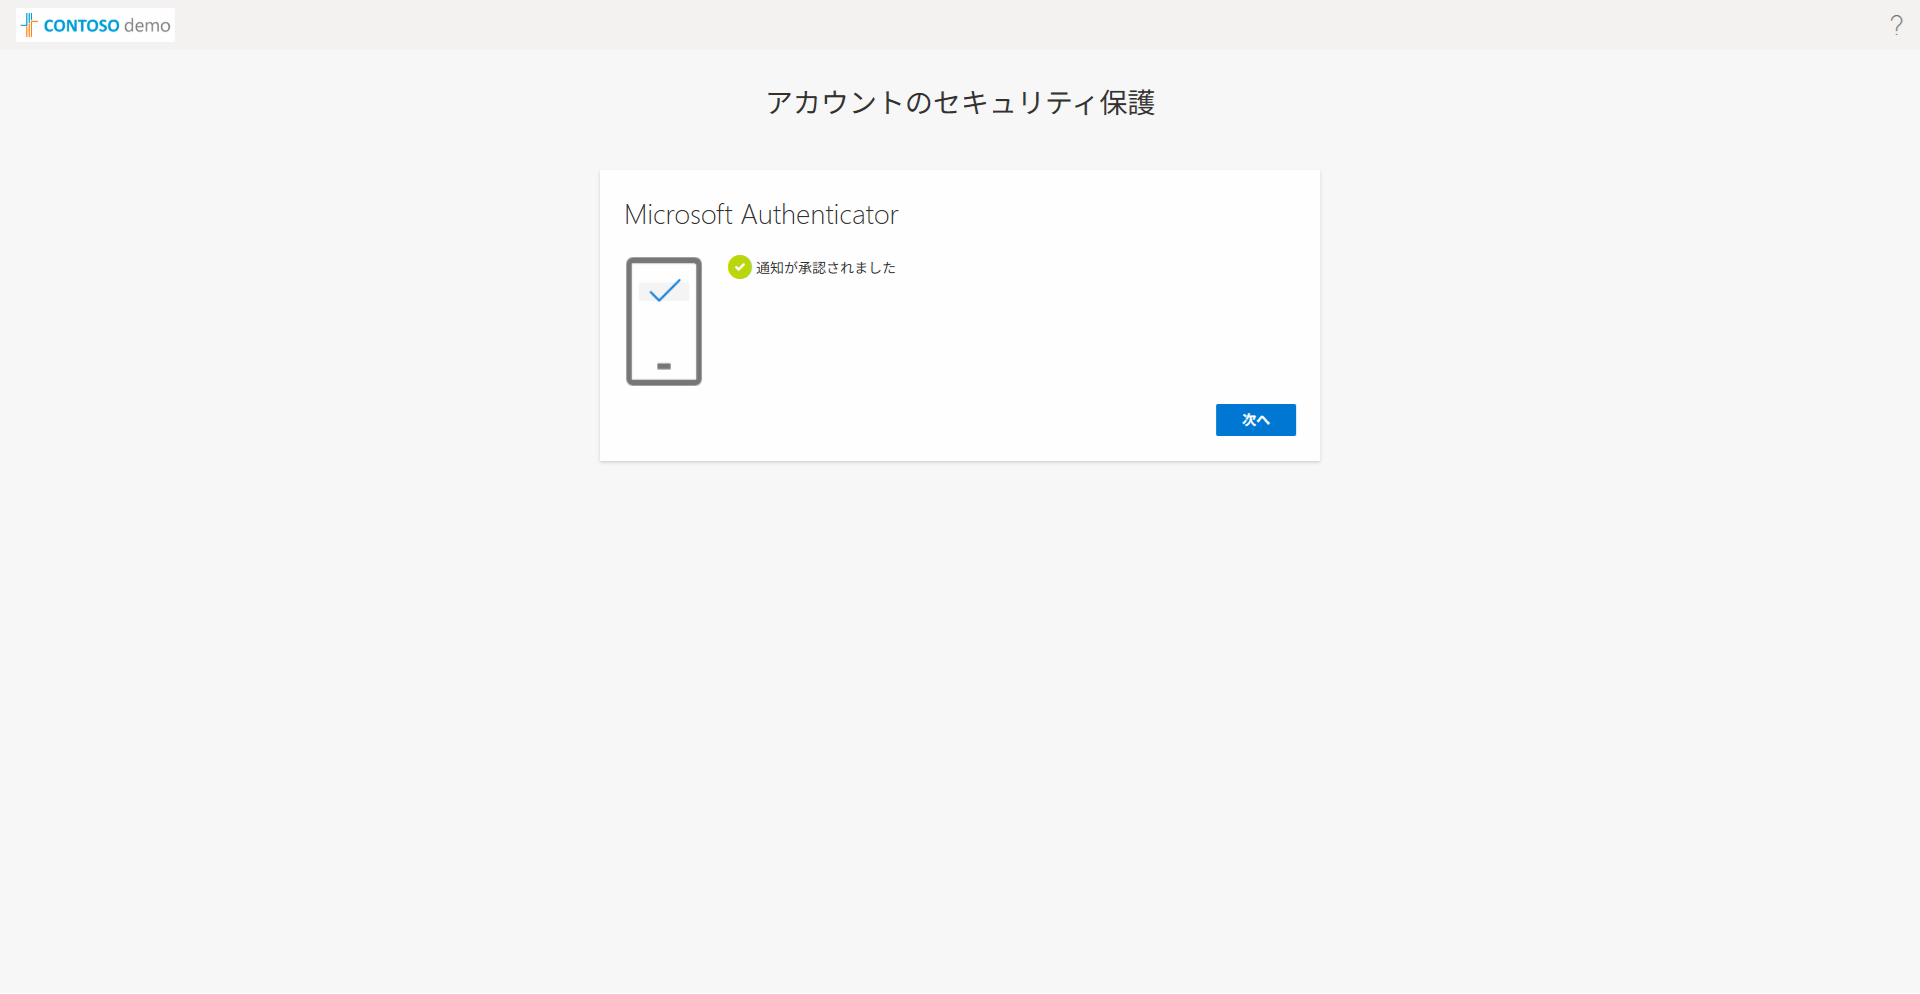 CONTOSO demo
?
アカウントのセキュリティ保護
Microsoft Authenticator
通知が承認されました
次へ